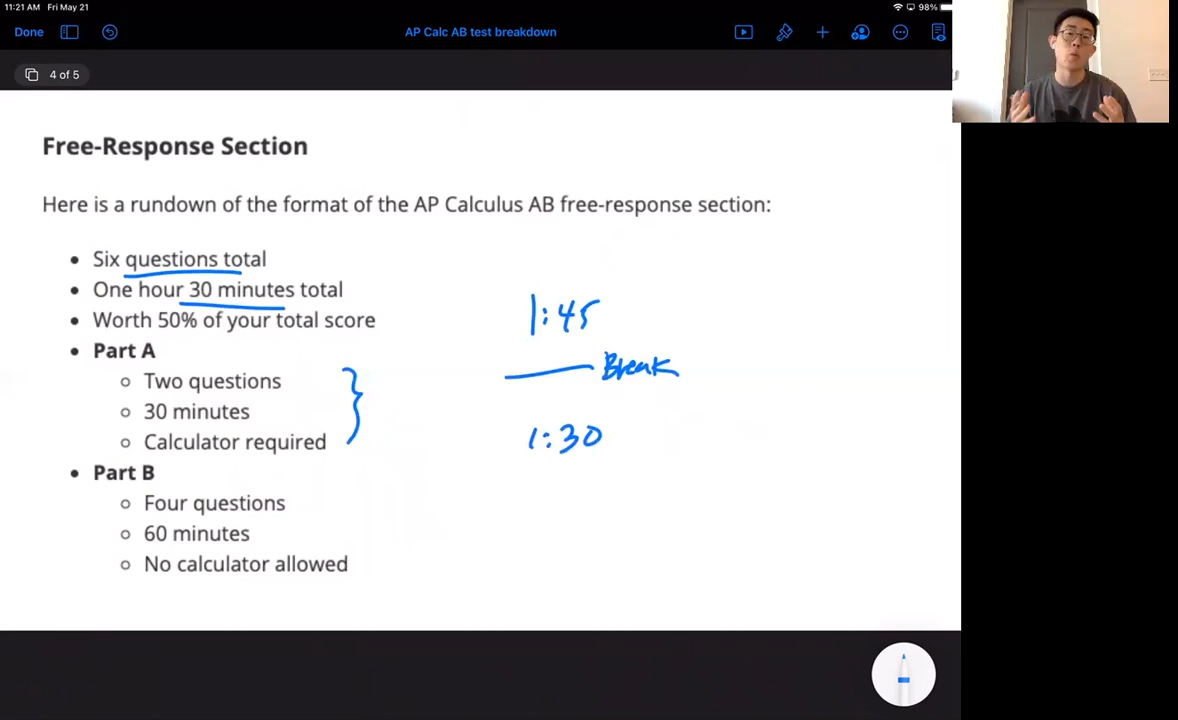 11:21 AM Fri May 21
98%
Done
AP Calc AB test breakdown
4 of 5
Free-Response Section
Here is a rundown of the format of the AP Calculus AB free-response section:
• Six questions total
• One hour 30 minutes total
• Worth 50% of your total score
• Part A
○ Two questions
○ 30 minutes
○ Calculator required
• Part B
○ Four questions
○ 60 minutes
○ No calculator allowed
1:45
Break
1:30